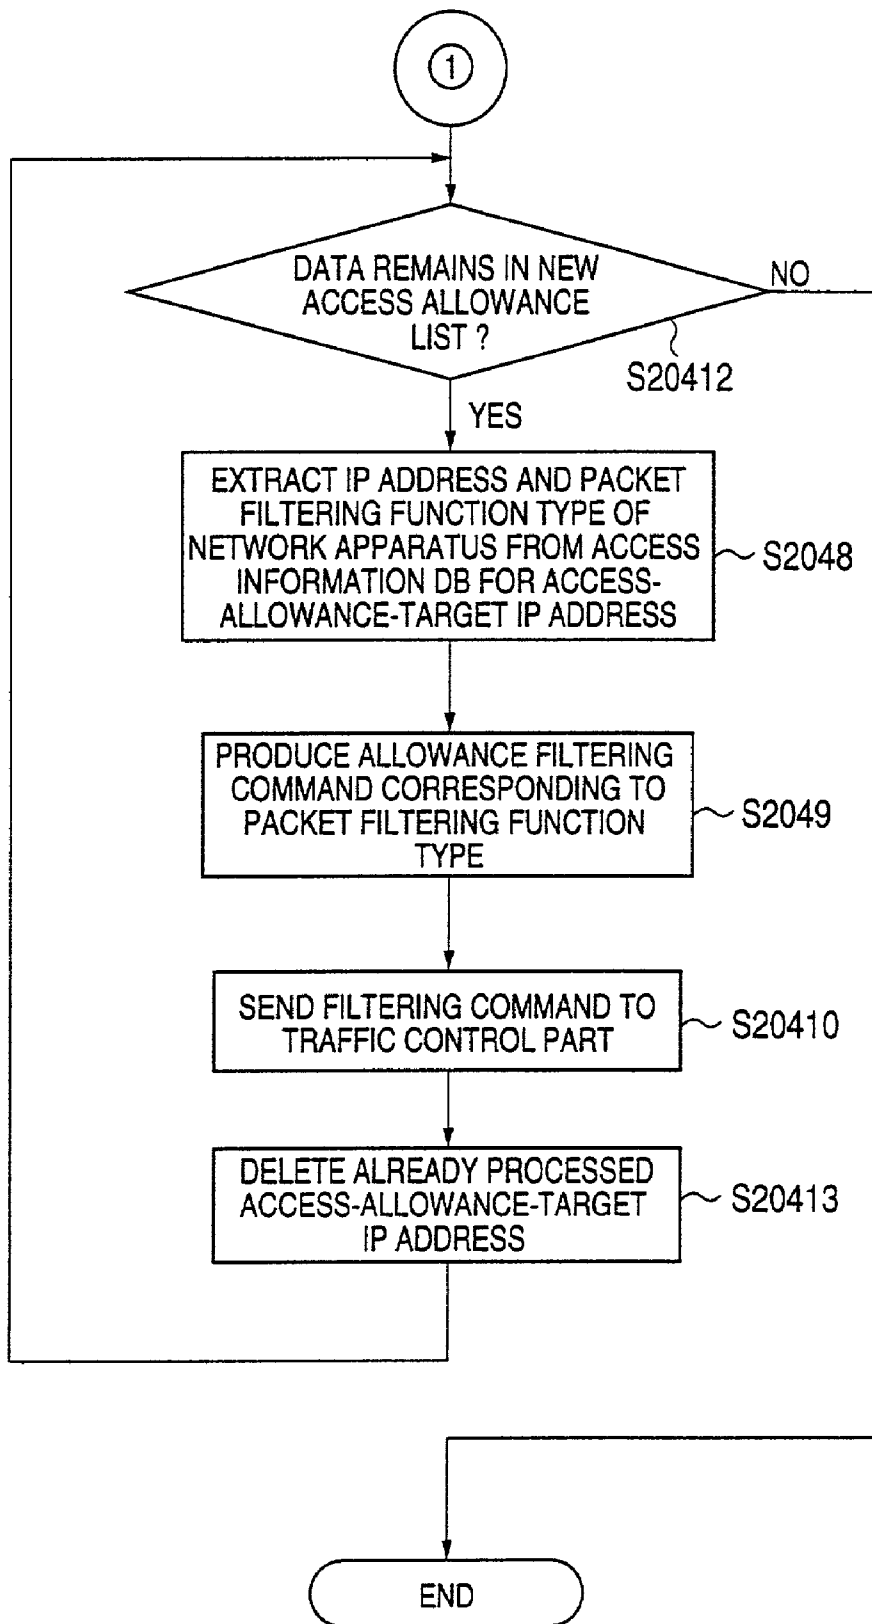 1
DATA REMAINS IN NEW
ACCESS ALLOWANCE
LIST ?
NO
S20412
YES
EXTRACT IP ADDRESS AND PACKET
FILTERING FUNCTION TYPE OF
NETWORK APPARATUS FROM ACCESS
INFORMATION DB FOR ACCESS-
ALLOWANCE-TARGET IP ADDRESS
S2048
PRODUCE ALLOWANCE FILTERING
COMMAND CORRESPONDING TO
PACKET FILTERING FUNCTION
TYPE
S2049
SEND FILTERING COMMAND TO
TRAFFIC CONTROL PART
S20410
DELETE ALREADY PROCESSED
ACCESS-ALLOWANCE-TARGET
IP ADDRESS
S20413
END